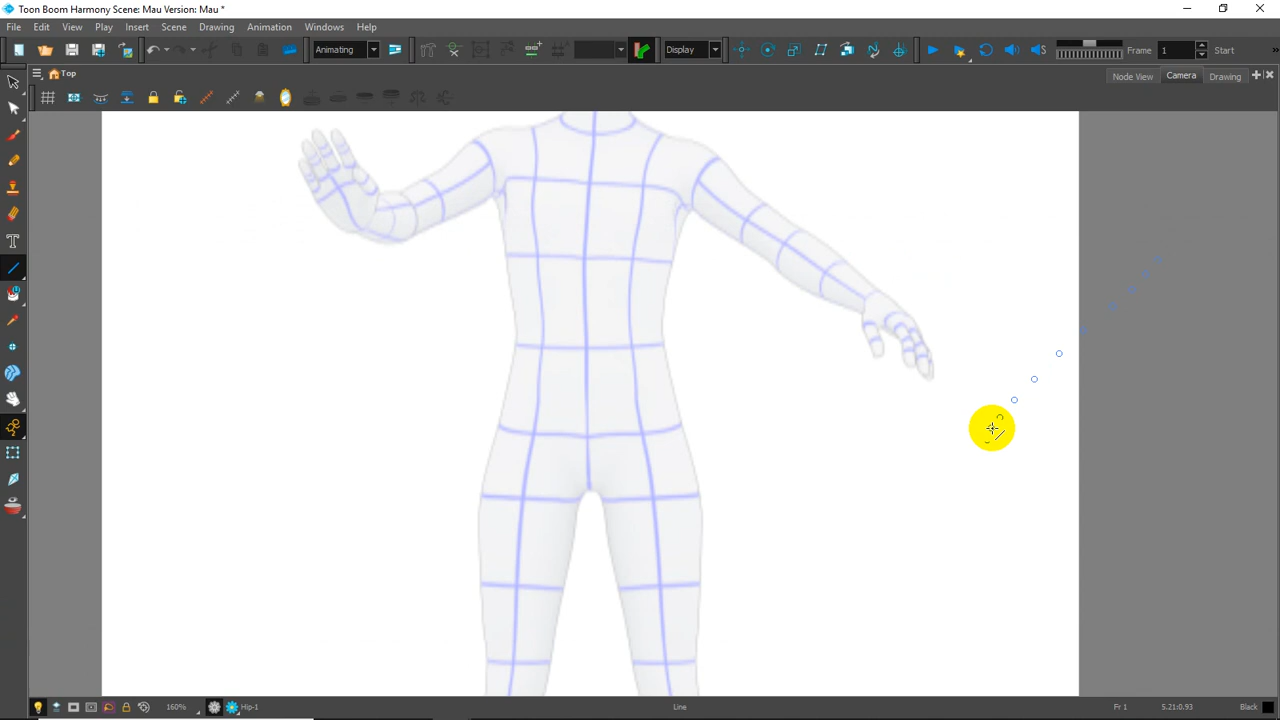 Toon Boom Harmony Scene: Mau Version: Mau *
File Edit View Play Insert Scene Drawing Animation Windows Help
Animating Display Frame 1 Start
Top Node View Camera Drawing
160% Hip-1 Line Fr 1 5.21:0.93 Black